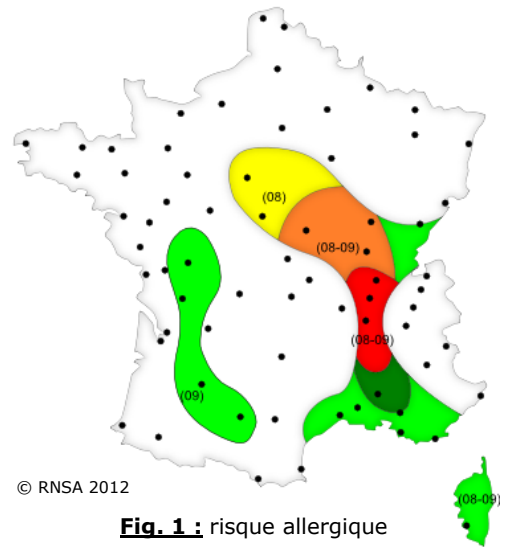 (08)
(08-09)
(08-09)
(09)
© RNSA 2012
(08-09)
Fig. 1 : risque allergique